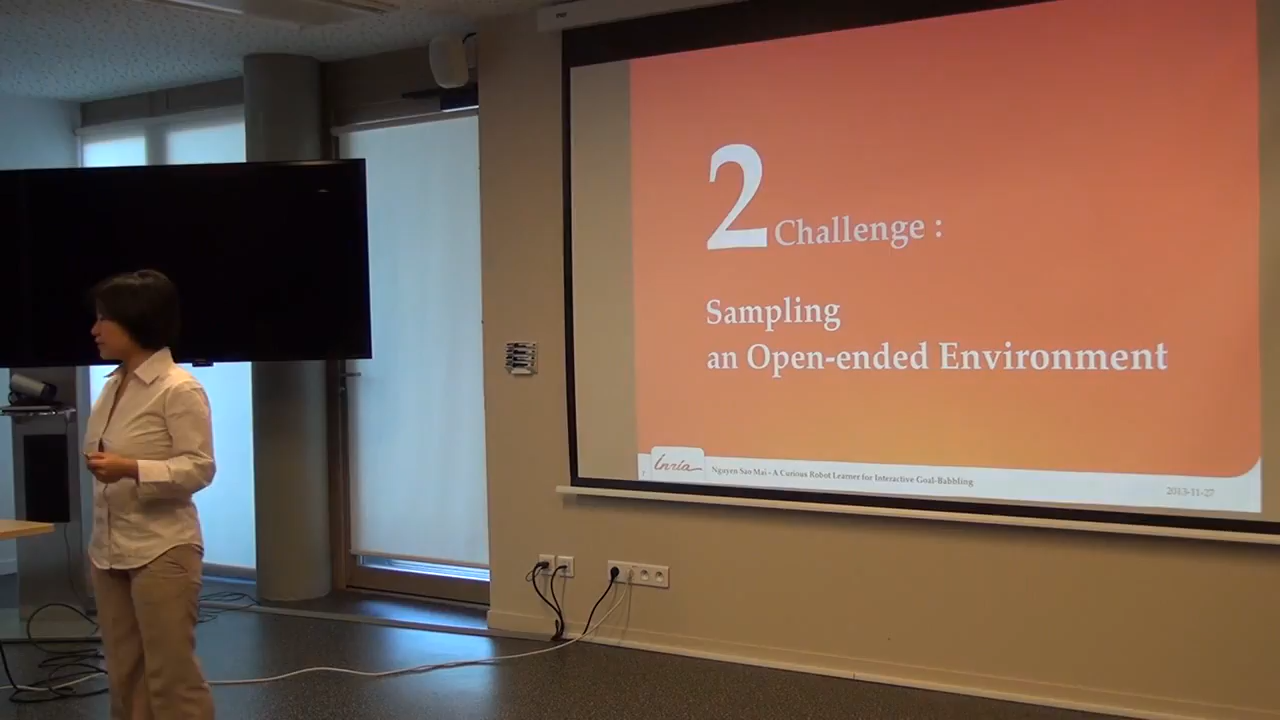 2 Challenge :
Sampling
an Open-ended Environment
7
Inria
Nguyen Sao Mai - A Curious Robot Learner for Interactive Goal-Babbling
2013-11-27